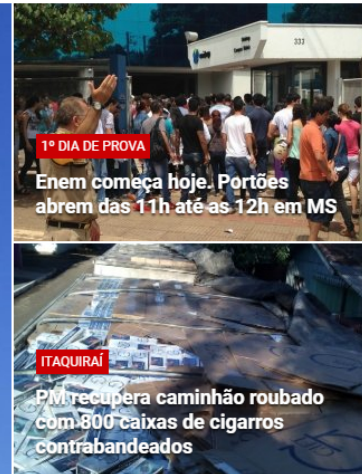 333
1º DIA DE PROVA
Enem começa hoje. Portões
abrem das 11h até as 12h em MS
ITAQUIRAÍ
PM recupera caminhão roubado
com 800 caixas de cigarros
contrabandeados